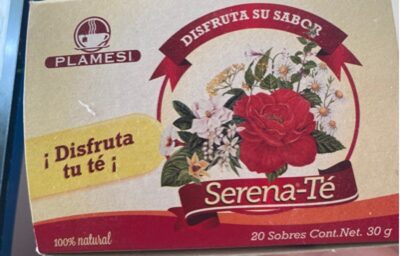 PLAMESI
DISFRUTA SU SABOR
¡ Disfruta
tu té ¡
Serena-Té
100% natural
20 Sobres Cont.Net. 30 g